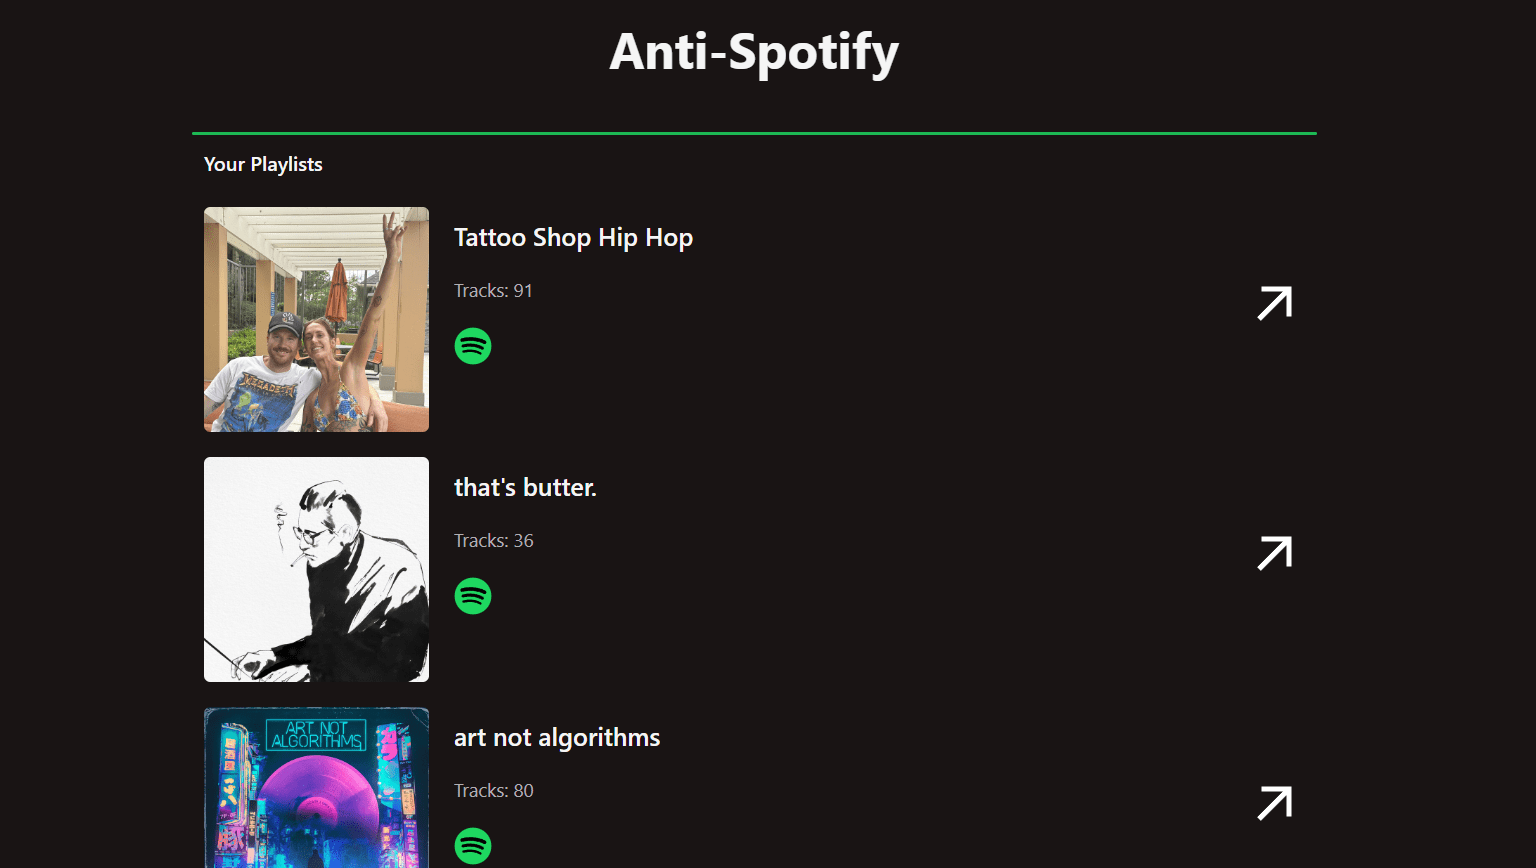 Anti-Spotify
Your Playlists
Tattoo Shop Hip Hop
Tracks: 91
that's butter.
Tracks: 36
ART NOT
ALGORITHMS
art not algorithms
Tracks: 80